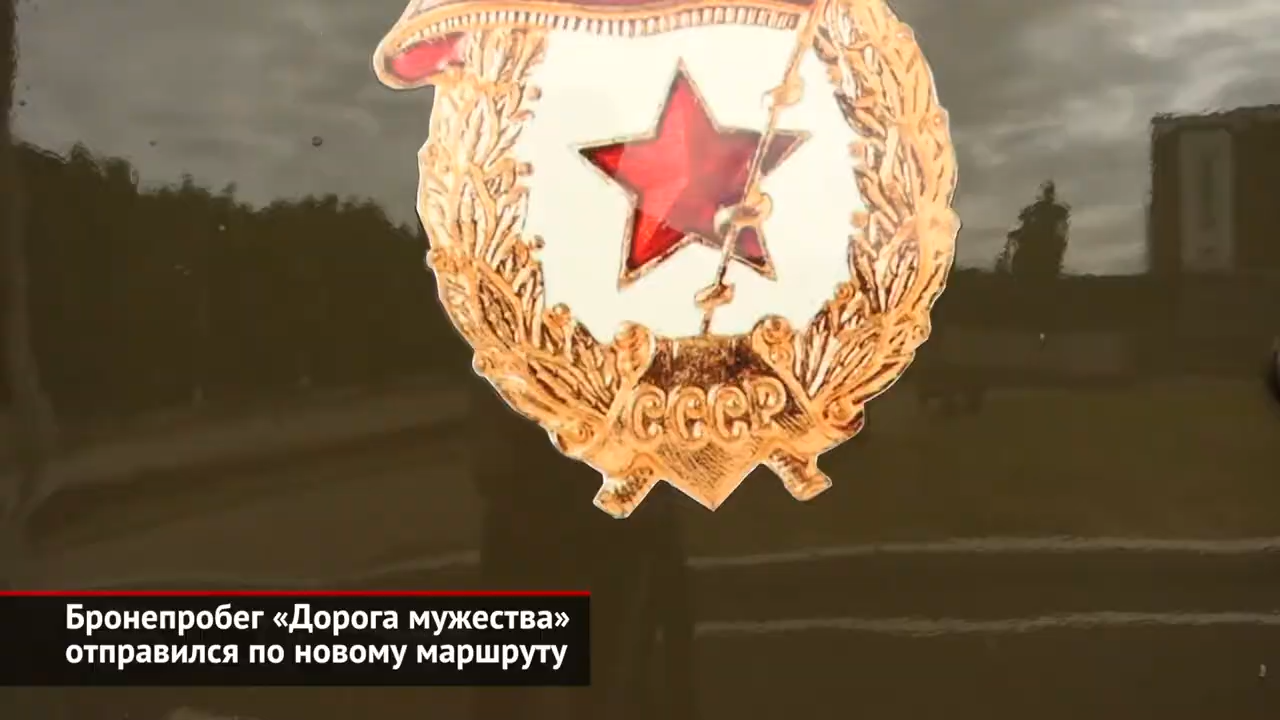 СССР
Бронепробег «Дорога мужества»
отправился по новому маршруту